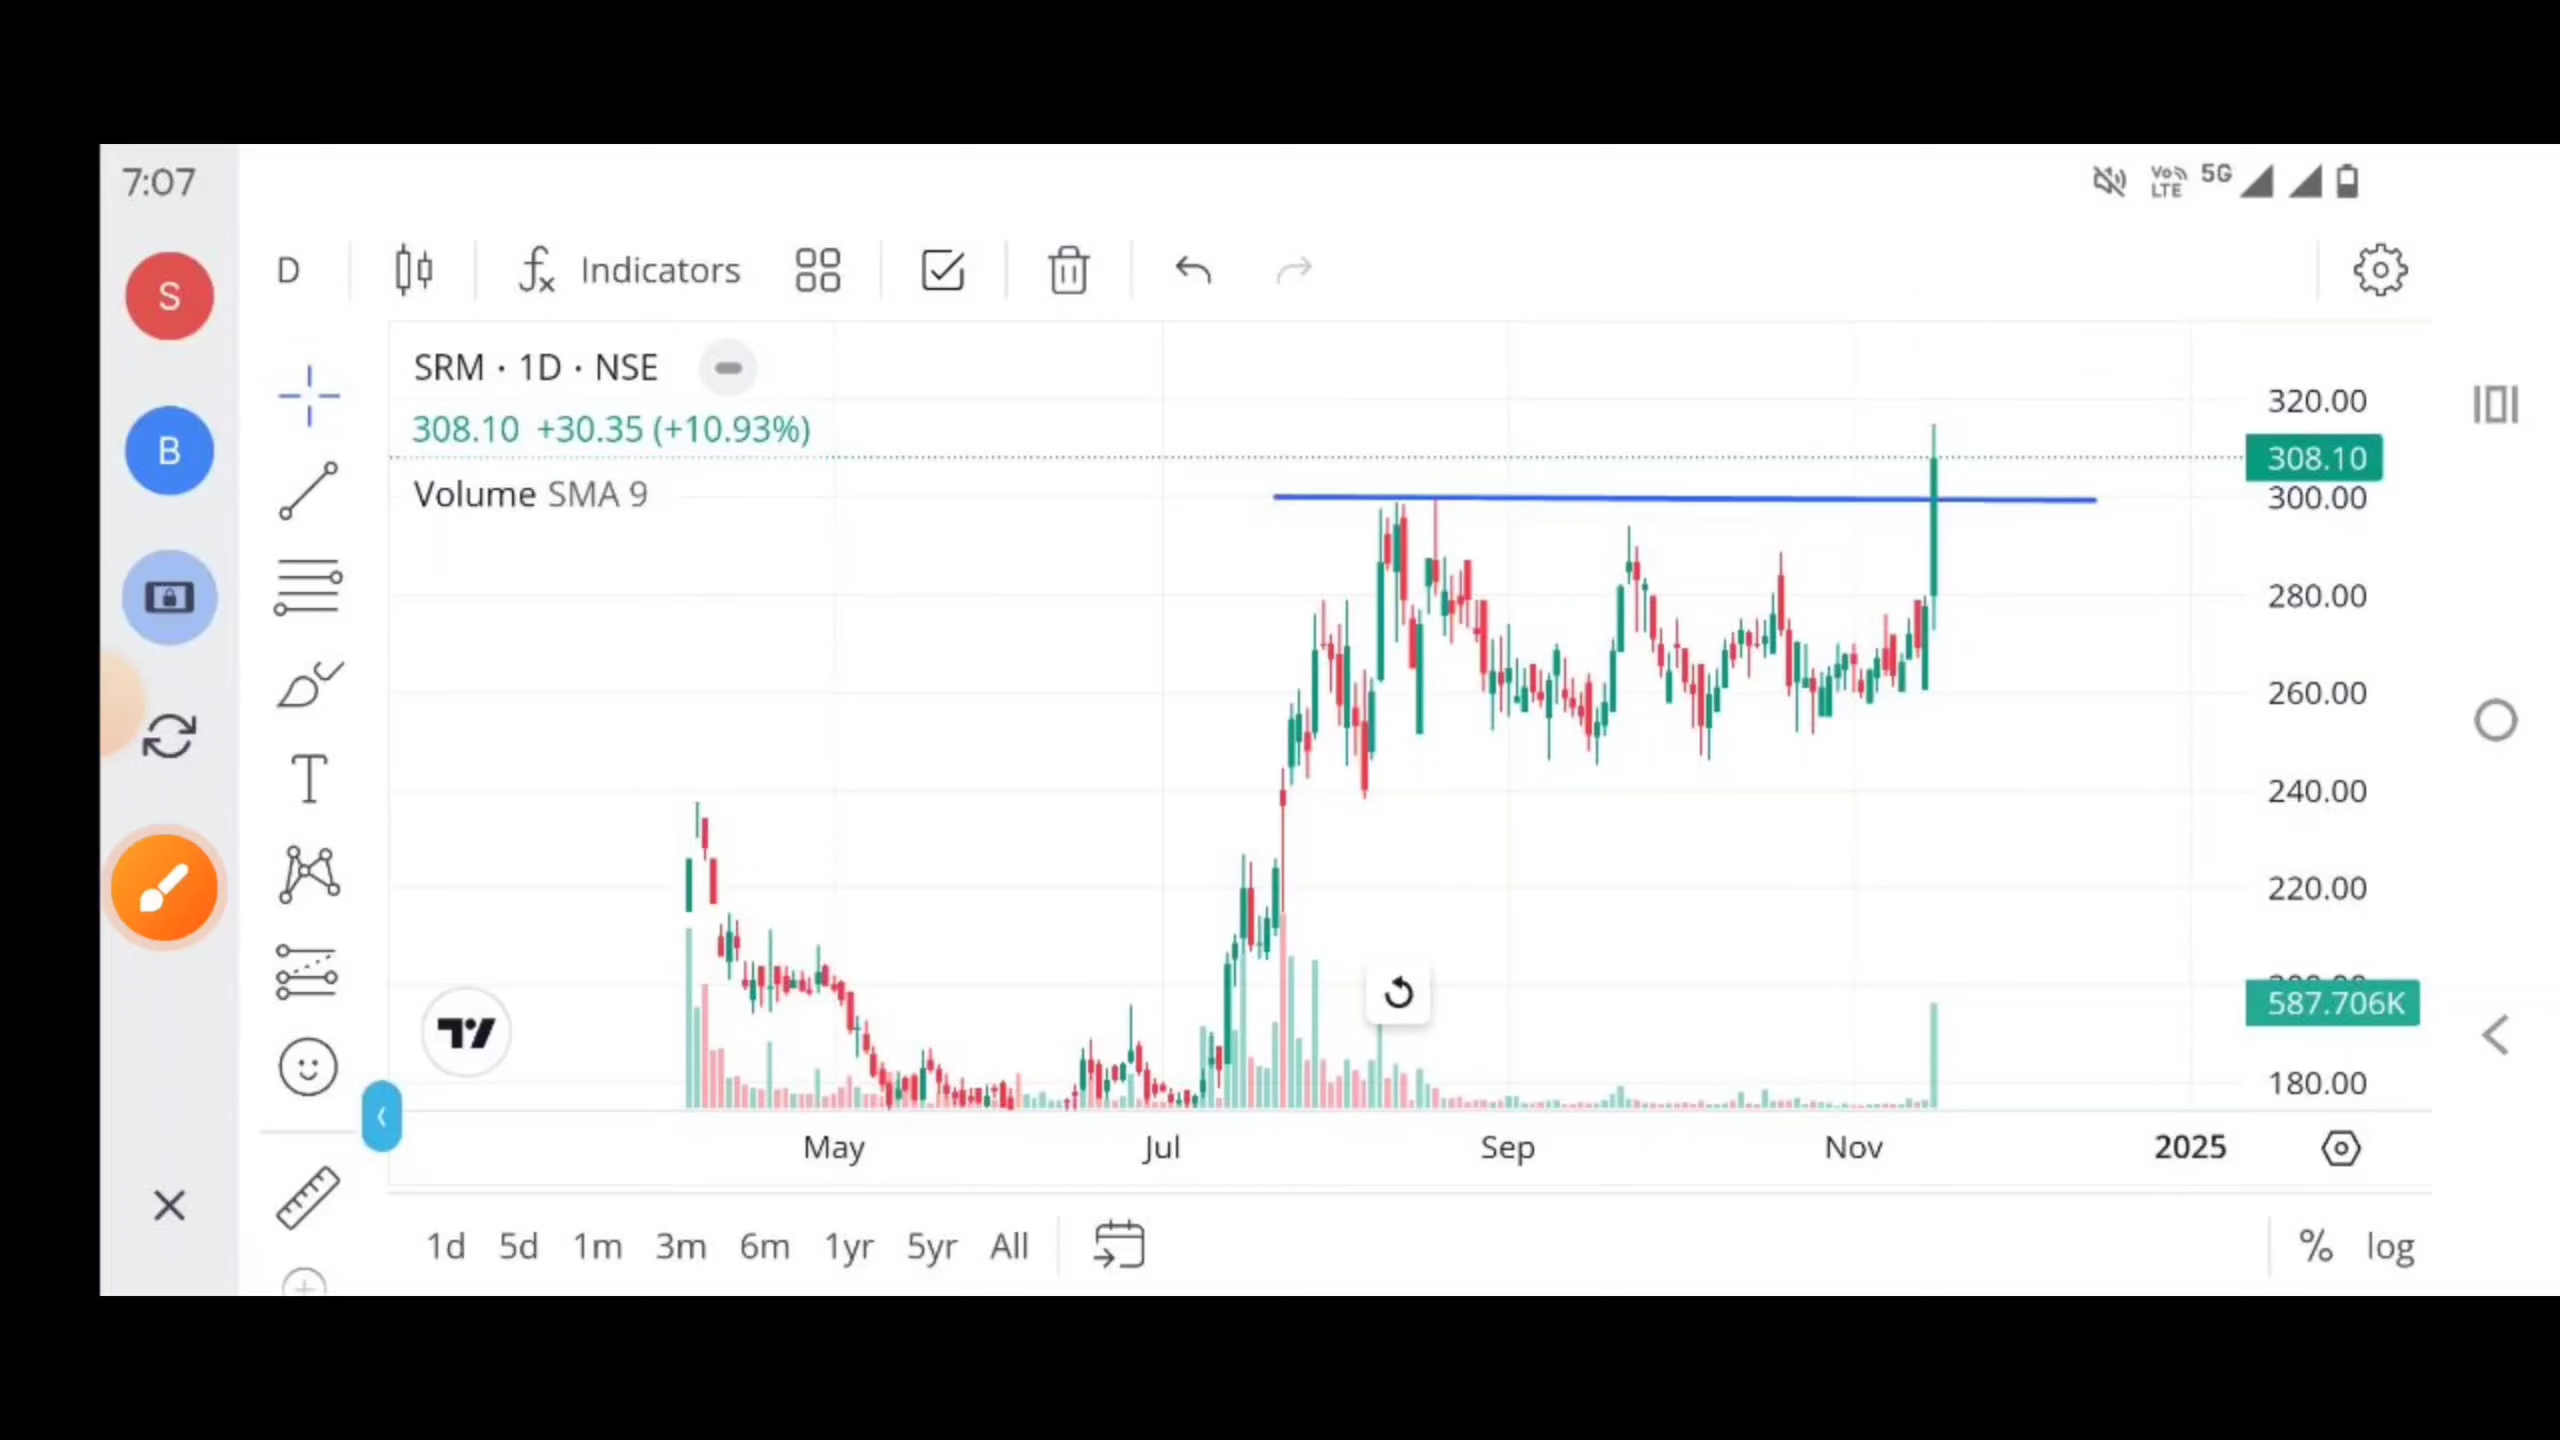 7:07
Vo LTE 5G
S
D
Indicators
SRM · 1D · NSE
308.10 +30.35 (+10.93%)
B
Volume SMA 9
320.00
308.10
300.00
280.00
260.00
240.00
220.00
587.706K
180.00
T
May Jul Sep Nov 2025
1d 5d 1m 3m 6m 1yr 5yr All
% log